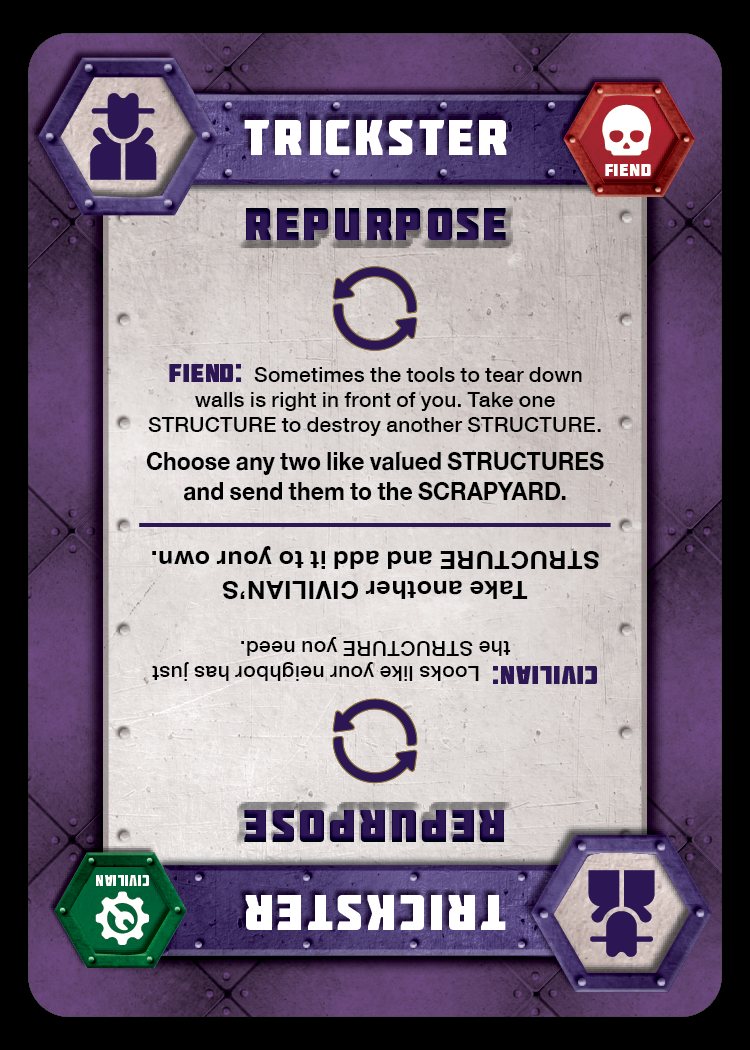 TRICKSTER
FIEND
REPURPOSE
FIEND: Sometimes the tools to tear down
walls is right in front of you. Take one
STRUCTURE to destroy another STRUCTURE.
Choose any two like valued STRUCTURES
and send them to the SCRAPYARD.
TRICKSTER
CIVILIAN
REPURPOSE
CIVILIAN: Looks like your neighbor has just
the STRUCTURE you need.
Take another CIVILIAN'S
STRUCTURE and add it to your own.